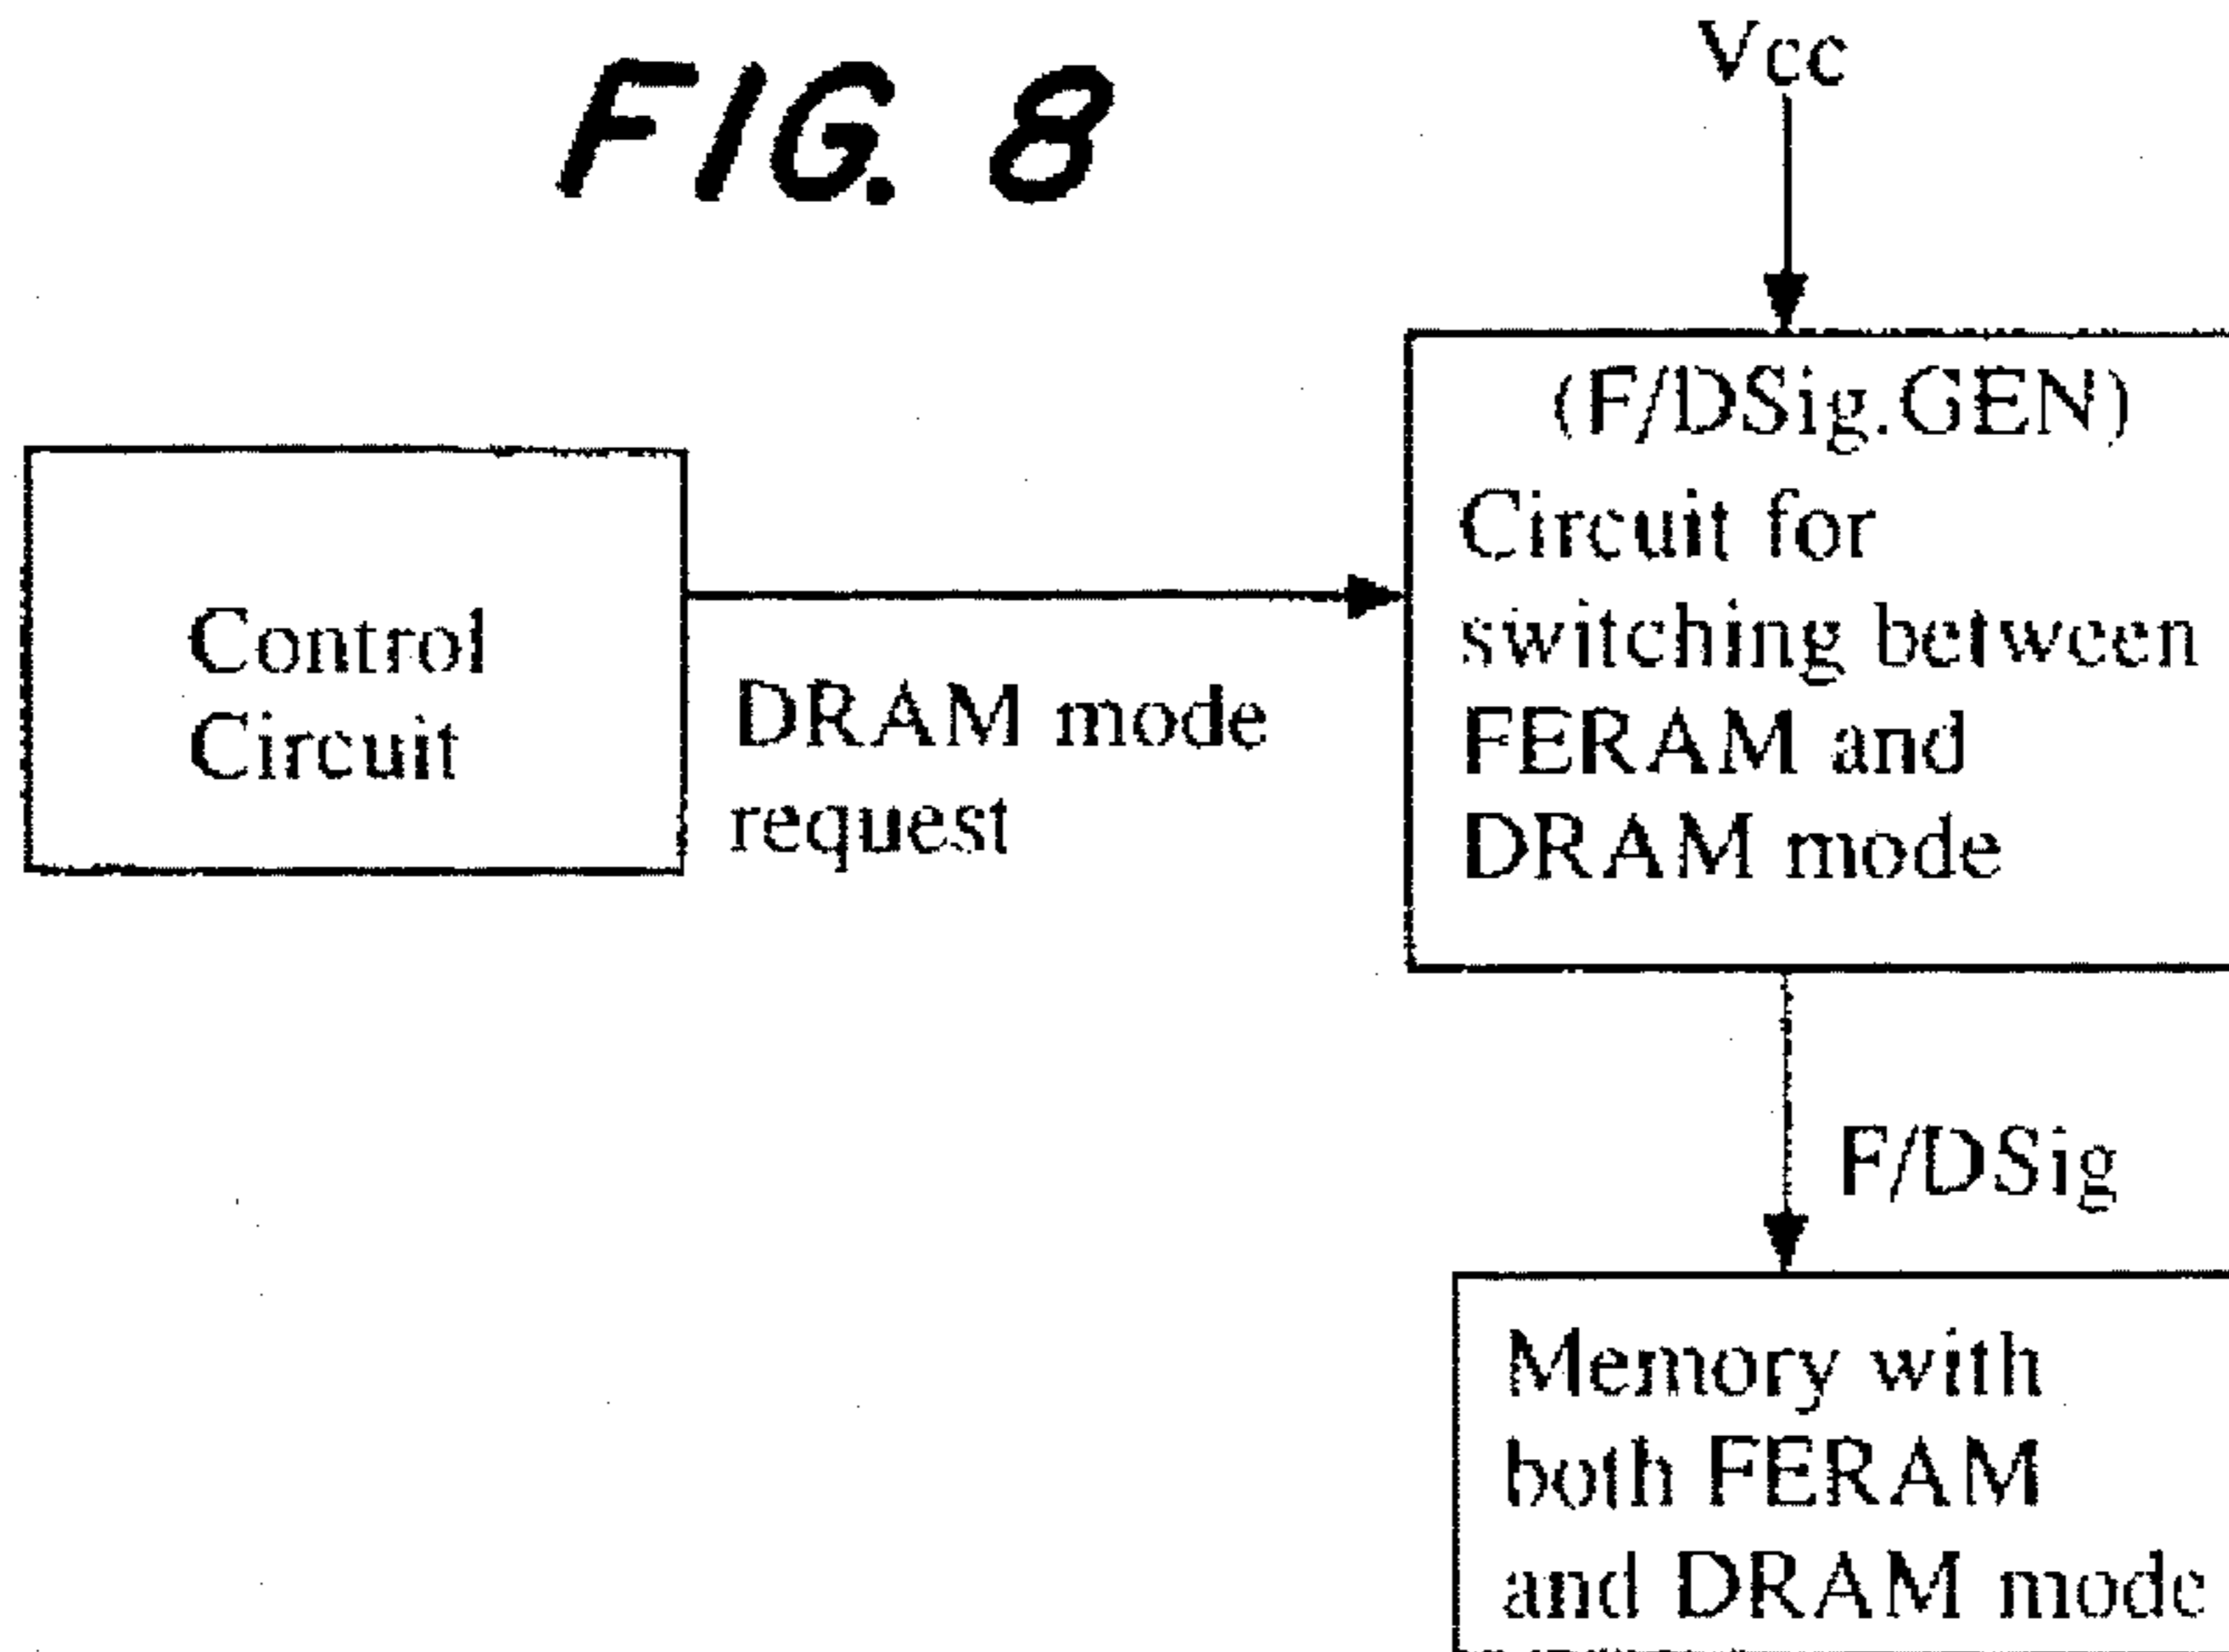 FIG. 8
Vcc
(F/DSig.GEN)
Circuit for
switching between
FERAM and
DRAM mode
Control
Circuit
DRAM mode
request
F/DSig
Memory with
both FERAM
and DRAM mode